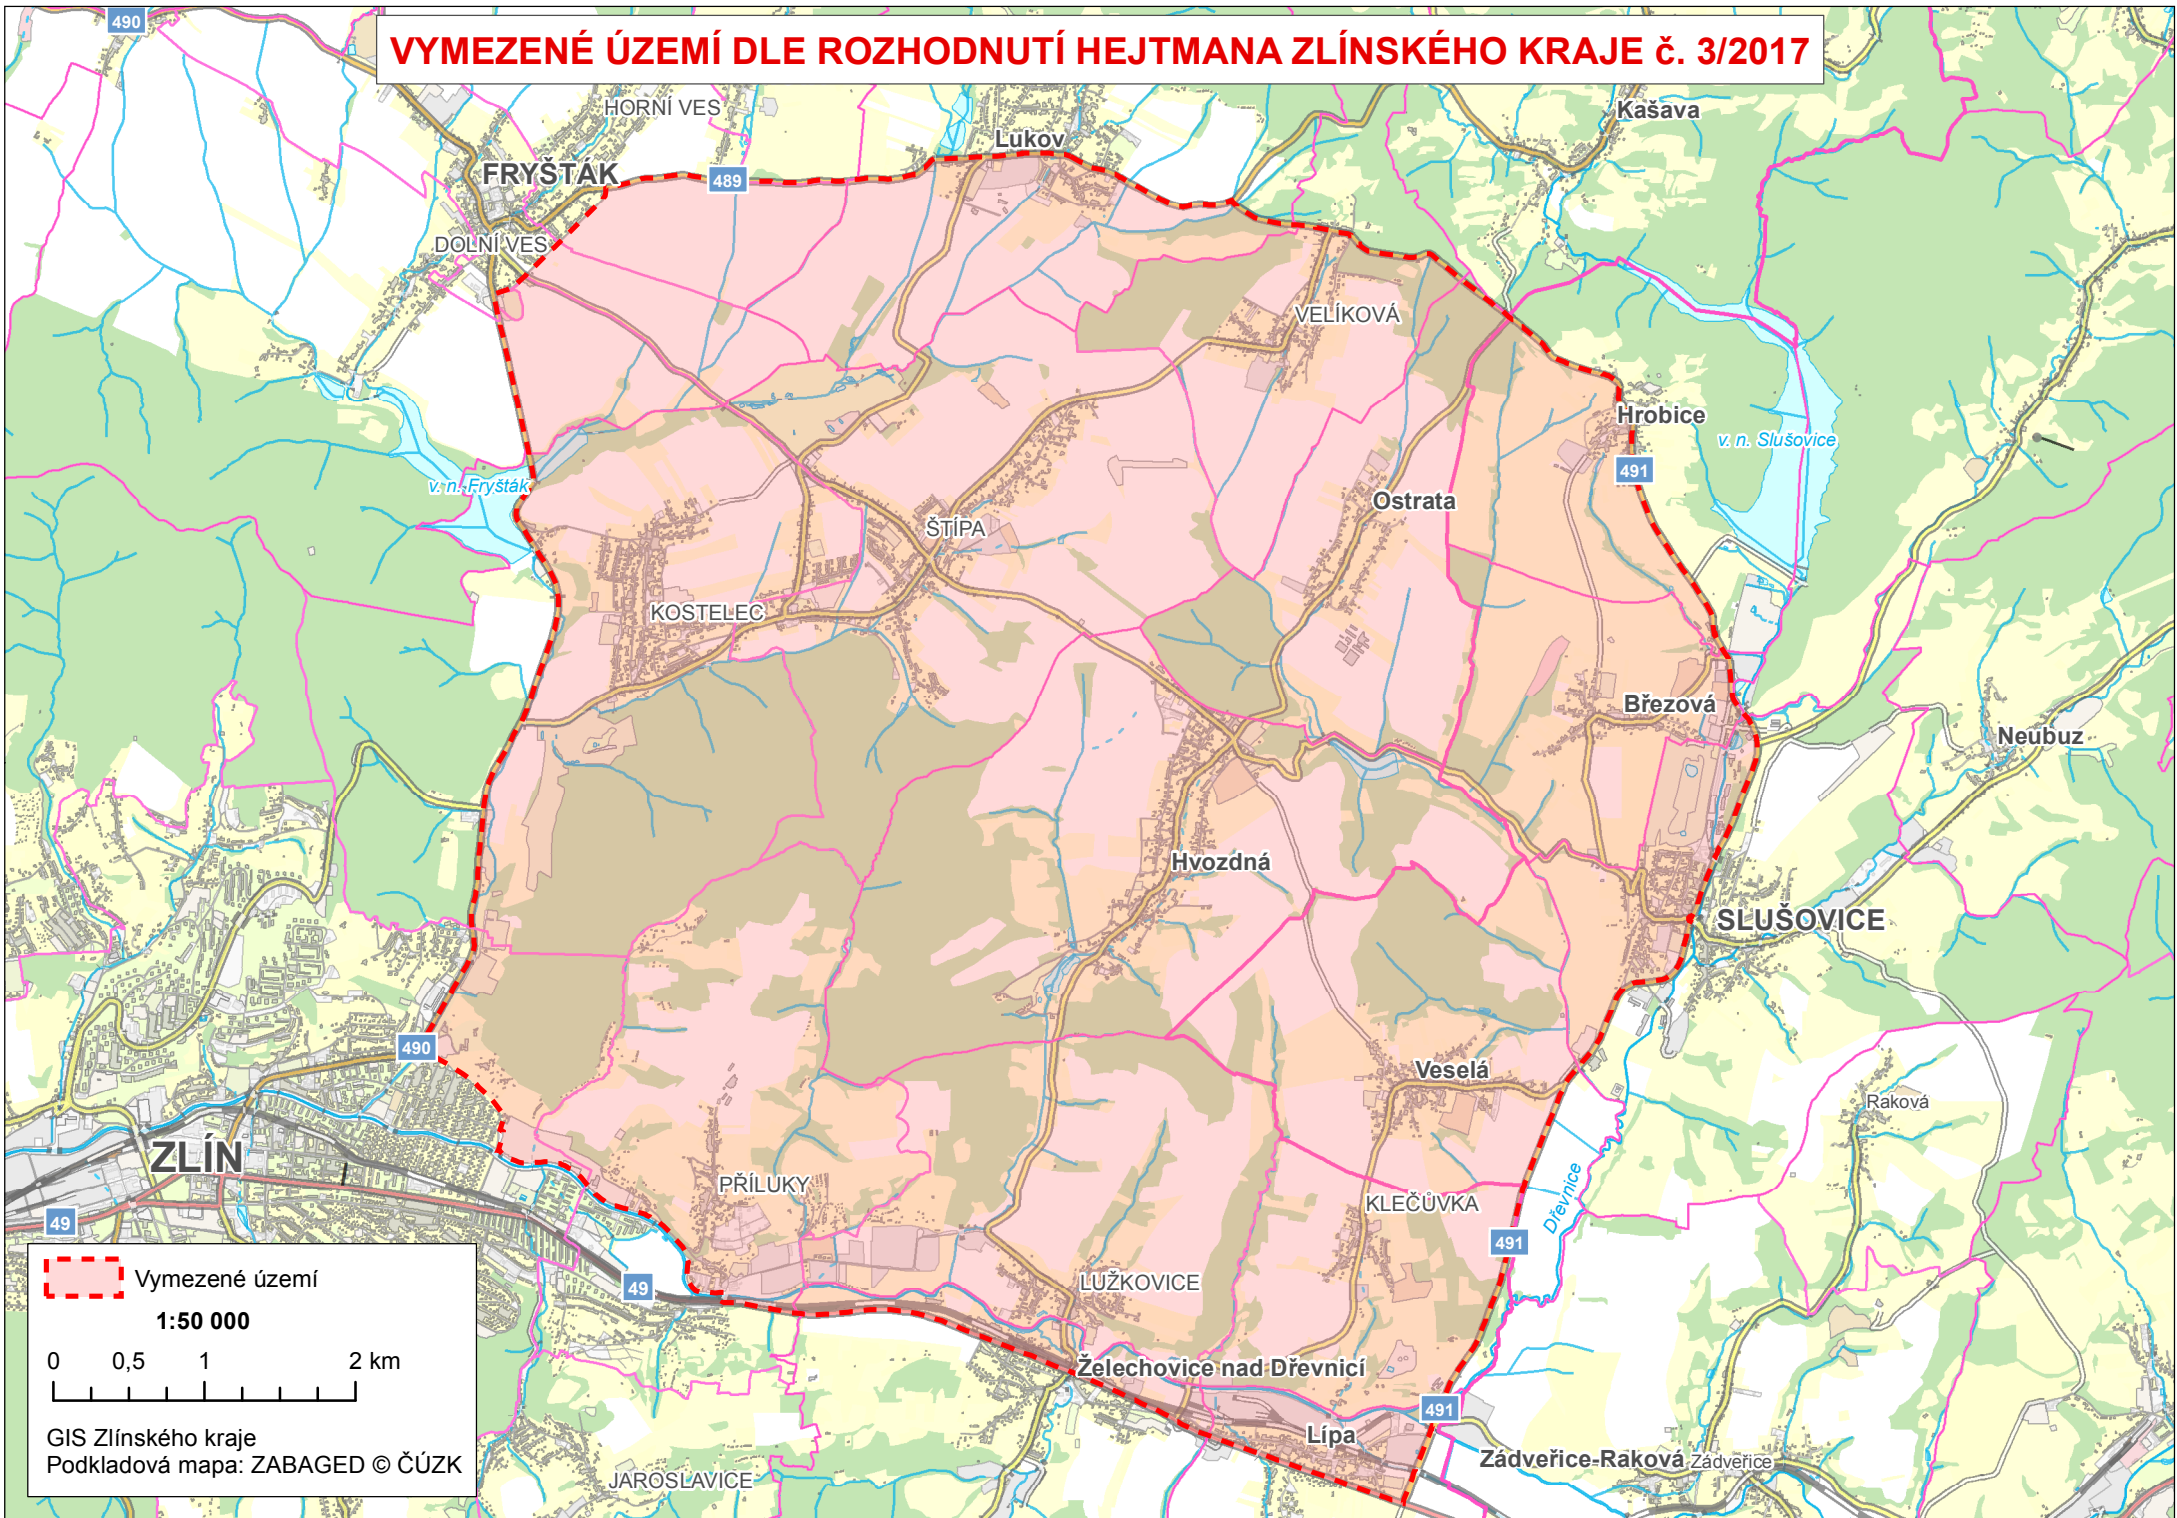 VYMEZENÉ ÚZEMÍ DLE ROZHODNUTÍ HEJTMANA ZLÍNSKÉHO KRAJE č. 3/2017
490
HORNÍ VES
Kašava
Lukov
FRYŠTÁK
489
DOLNÍ VES
VELÍKOVÁ
Hrobice
v. n. Slušovice
491
v. n. Fryšták
Ostrata
ŠTÍPA
KOSTELEC
Březová
Neubuz
Hvozdná
SLUŠOVICE
490
Veselá
Raková
ZLÍN
PŘÍLUKY
KLEČŮVKA
Dřevnice
49
491
49
LUŽKOVICE
Želechovice nad Dřevnicí
491
Lípa
Zádveřice-Raková
Zádveřice
JAROSLAVICE
Vymezené území
1:50 000
0 0,5 1 2 km
GIS Zlínského kraje
Podkladová mapa: ZABAGED © ČÚZK